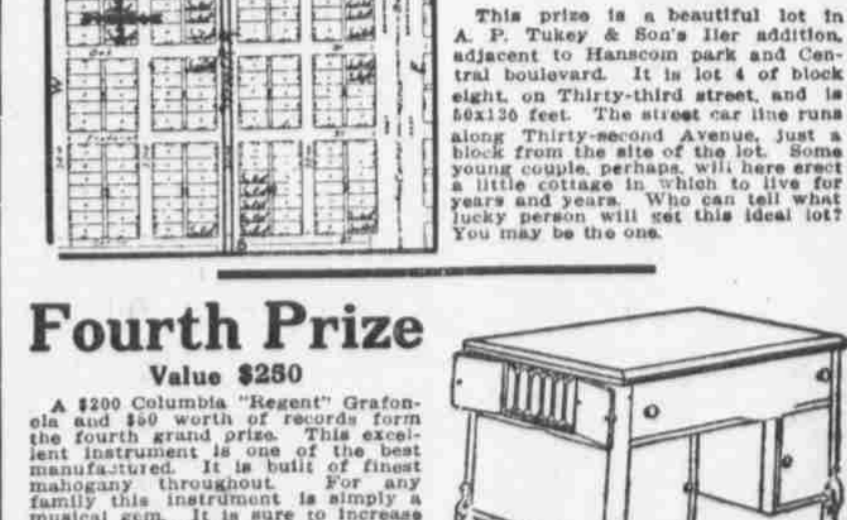 This prize is a beautiful lot in
A. P. Tukey & Son's Iler addition,
adjacent to Hanscom park and Cen-
tral boulevard. It is lot 4 of block
eight, on Thirty-third street, and is
50x136 feet. The street car line runs
along Thirty-second Avenue, just a
block from the site of the lot. Some
young couple, perhaps, will here erect
a little cottage in which to live for
years and years. Who can tell what
lucky person will get this ideal lot?
You may be the one.
Fourth Prize
Value $250
A $200 Columbia "Regent" Grafon-
ola and $50 worth of records form
the fourth grand prize. This excel-
lent instrument is one of the best
manufactured. It is built of finest
mahogany throughout. For any
family this instrument is simply a
musical gem. It is sure to increase